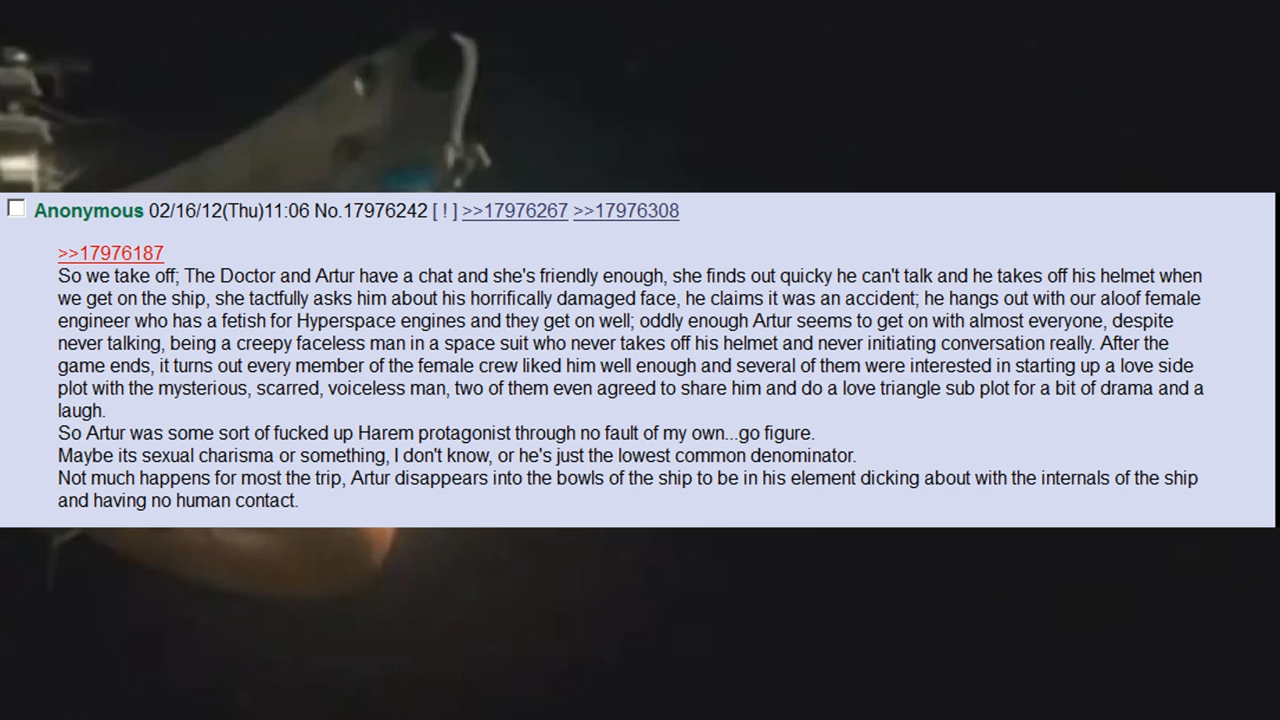 Anonymous 02/16/12(Thu)11:06 No.17976242 [ ! ] >>17976267 >>17976308
>>17976187
So we take off; The Doctor and Artur have a chat and she's friendly enough, she finds out quicky he can't talk and he takes off his helmet when
we get on the ship, she tactfully asks him about his horrifically damaged face, he claims it was an accident; he hangs out with our aloof female
engineer who has a fetish for Hyperspace engines and they get on well; oddly enough Artur seems to get on with almost everyone, despite
never talking, being a creepy faceless man in a space suit who never takes off his helmet and never initiating conversation really. After the
game ends, it turns out every member of the female crew liked him well enough and several of them were interested in starting up a love side
plot with the mysterious, scarred, voiceless man, two of them even agreed to share him and do a love triangle sub plot for a bit of drama and a
laugh.
So Artur was some sort of fucked up Harem protagonist through no fault of my own...go figure.
Maybe its sexual charisma or something, I don't know, or he's just the lowest common denominator.
Not much happens for most the trip, Artur disappears into the bowls of the ship to be in his element dicking about with the internals of the ship
and having no human contact.